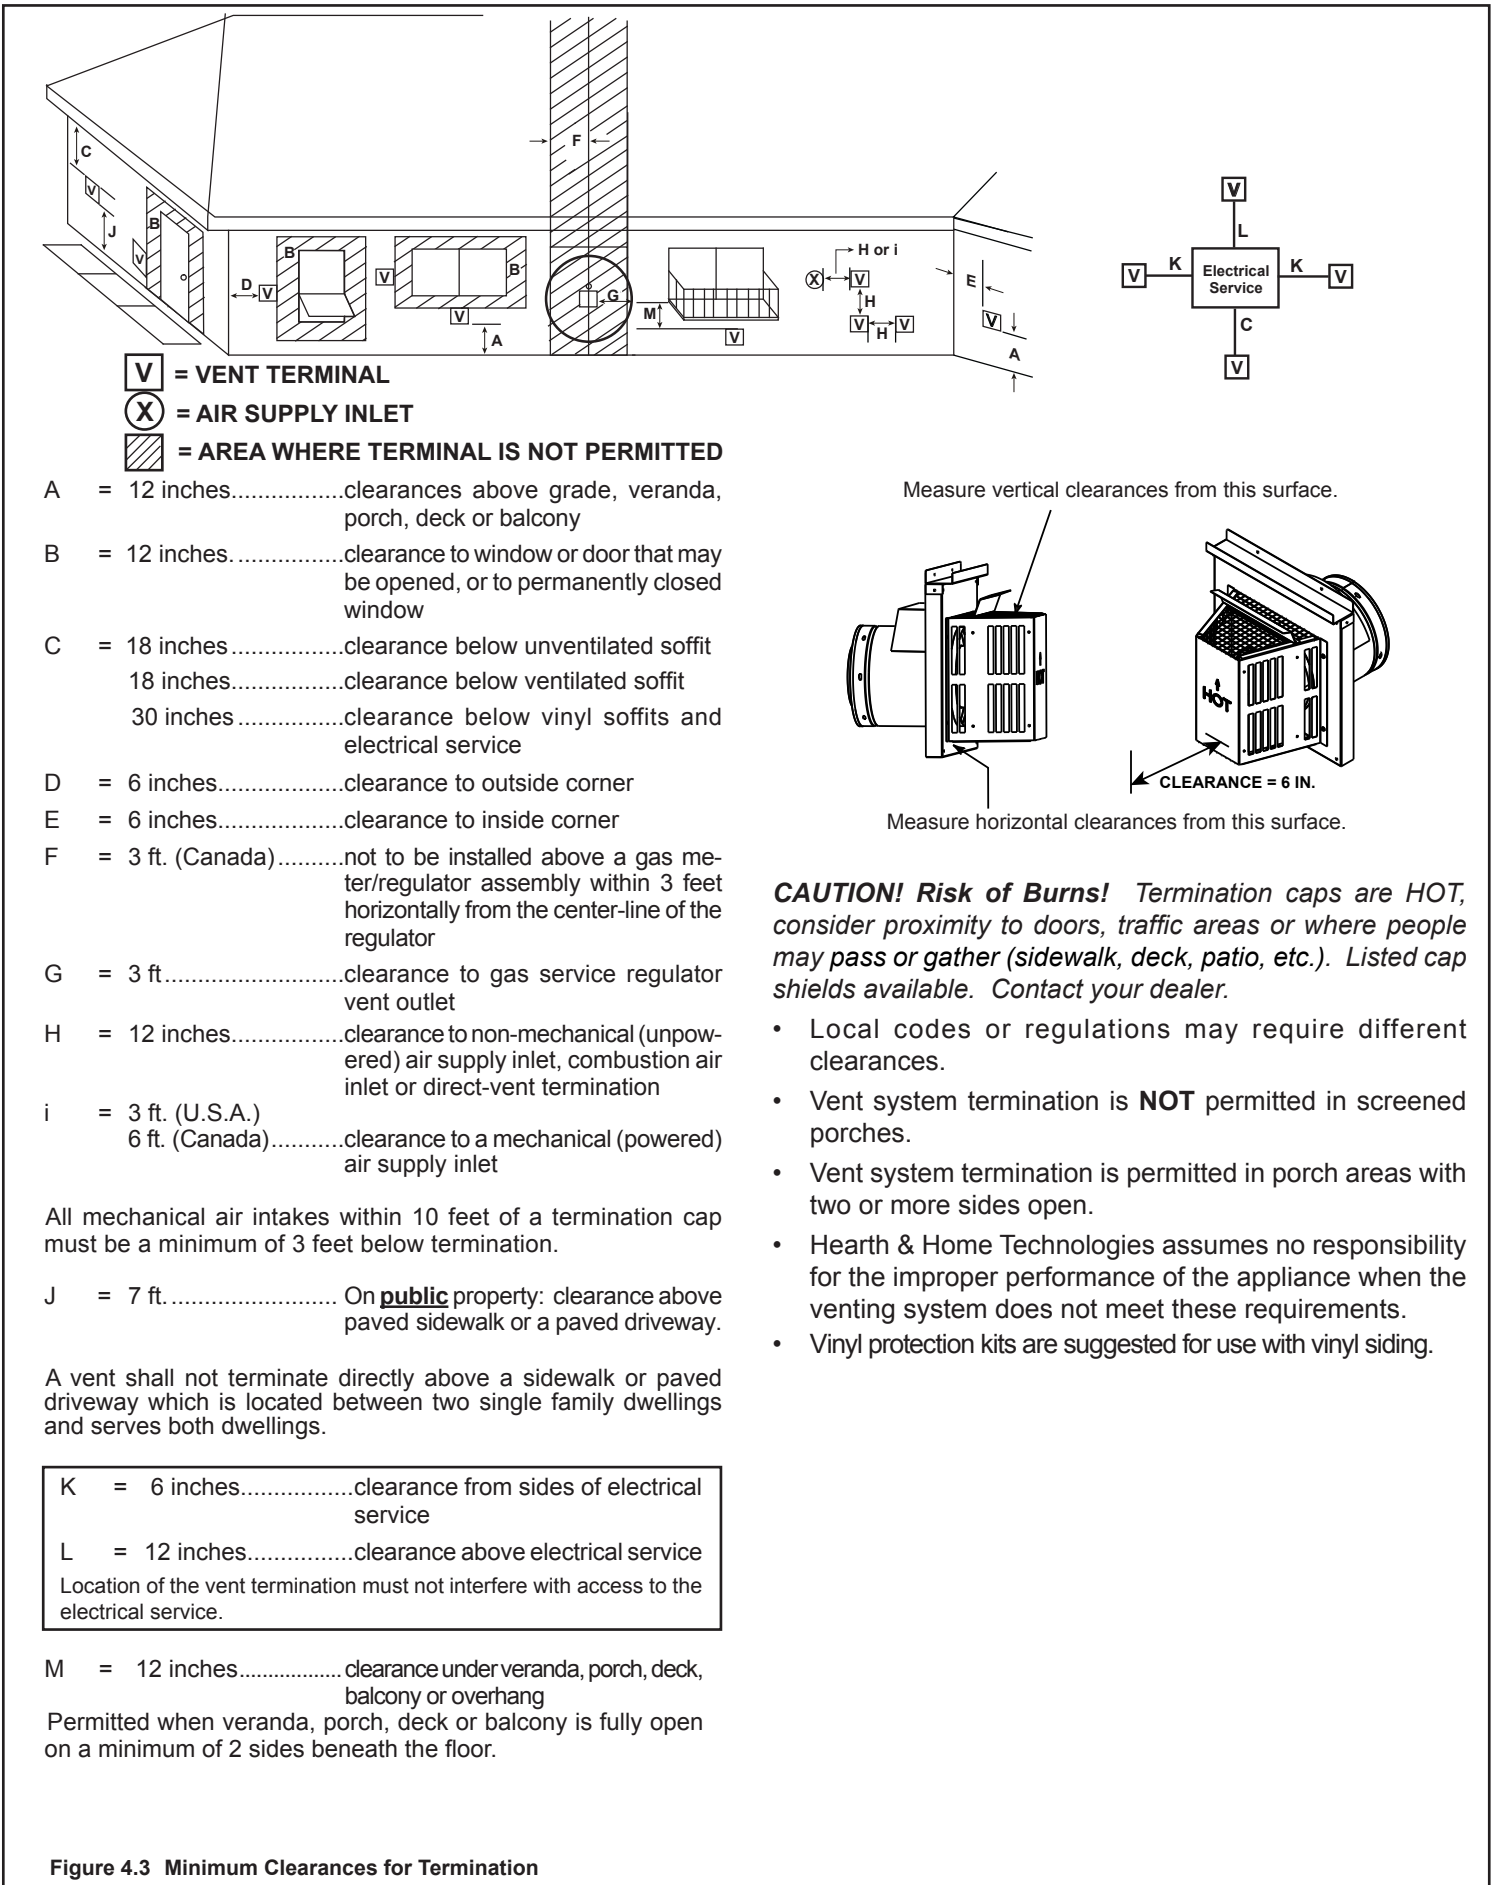 F
C
V
J
B
V
D
V
B
V
B
V
A
G
M
V
H or i
X
V
H
V
H
V
E
V
A
V
L
V
K
Electrical
Service
K
V
C
V
V = VENT TERMINAL
X = AIR SUPPLY INLET
= AREA WHERE TERMINAL IS NOT PERMITTED
A = 12 inches.................clearances above grade, veranda,
porch, deck or balcony
B = 12 inches. ................clearance to window or door that may
be opened, or to permanently closed
window
C = 18 inches .................clearance below unventilated soffit
18 inches.................clearance below ventilated soffit
30 inches ................clearance below vinyl soffits and
electrical service
D = 6 inches...................clearance to outside corner
E = 6 inches...................clearance to inside corner
F = 3 ft. (Canada) ..........not to be installed above a gas me-
ter/regulator assembly within 3 feet
horizontally from the center-line of the
regulator
G = 3 ft ...........................clearance to gas service regulator
vent outlet
H = 12 inches.................clearance to non-mechanical (unpow-
ered) air supply inlet, combustion air
inlet or direct-vent termination
i = 3 ft. (U.S.A.)
6 ft. (Canada)...........clearance to a mechanical (powered)
air supply inlet
All mechanical air intakes within 10 feet of a termination cap
must be a minimum of 3 feet below termination.
J = 7 ft. ......................... On public property: clearance above
paved sidewalk or a paved driveway.
A vent shall not terminate directly above a sidewalk or paved
driveway which is located between two single family dwellings
and serves both dwellings.
K = 6 inches.................clearance from sides of electrical
service
L = 12 inches................clearance above electrical service
Location of the vent termination must not interfere with access to the
electrical service.
M = 12 inches.................. clearance under veranda, porch, deck,
balcony or overhang
Permitted when veranda, porch, deck or balcony is fully open
on a minimum of 2 sides beneath the floor.
Measure vertical clearances from this surface.
HOT
CLEARANCE = 6 IN.
Measure horizontal clearances from this surface.
CAUTION! Risk of Burns! Termination caps are HOT,
consider proximity to doors, traffic areas or where people
may pass or gather (sidewalk, deck, patio, etc.). Listed cap
shields available. Contact your dealer.
• Local codes or regulations may require different
clearances.
• Vent system termination is NOT permitted in screened
porches.
• Vent system termination is permitted in porch areas with
two or more sides open.
• Hearth & Home Technologies assumes no responsibility
for the improper performance of the appliance when the
venting system does not meet these requirements.
• Vinyl protection kits are suggested for use with vinyl siding.
Figure 4.3 Minimum Clearances for Termination